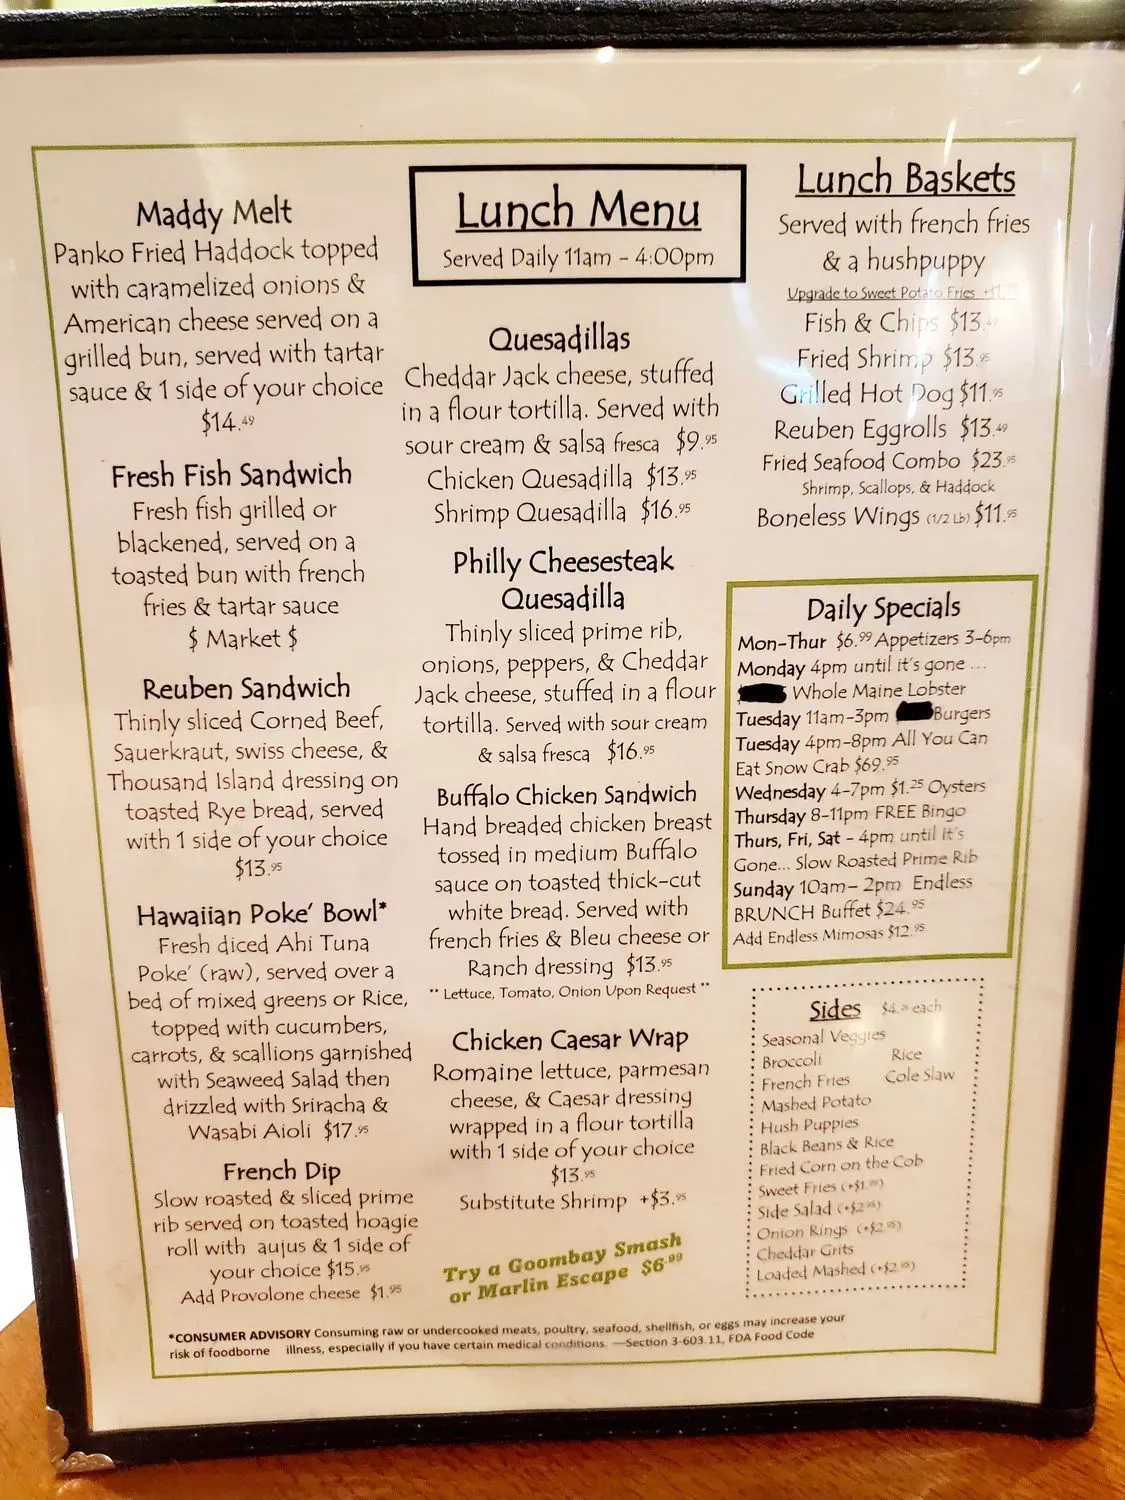 Maddy Melt
Panko Fried Haddock topped
with caramelized onions &
American cheese served on a
grilled bun, served with tartar
sauce & 1 side of your choice
$14.49
Fresh Fish Sandwich
Fresh fish grilled or
blackened, served on a
toasted bun with french
fries & tartar sauce
$ Market $
Reuben Sandwich
Thinly sliced Corned Beef,
Sauerkraut, swiss cheese, &
Thousand Island dressing on
toasted Rye bread, served
with 1 side of your choice
$13.95
Hawaiian Poke' Bowl*
Fresh diced Ahi Tuna
Poke' (raw), served over a
bed of mixed greens or Rice,
topped with cucumbers,
carrots, & scallions garnished
with Seaweed Salad then
drizzled with Sriracha &
Wasabi Aioli $17.95
French Dip
Slow roasted & sliced prime
rib served on toasted hoagie
roll with aujus & 1 side of
your choice $15.95
Add Provolone cheese $1.95
Lunch Menu
Served Daily 11am - 4:00pm
Quesadillas
Cheddar Jack cheese, stuffed
in a flour tortilla. Served with
sour cream & salsa fresca $9.95
Chicken Quesadilla $13.95
Shrimp Quesadilla $16.95
Philly Cheesesteak
Quesadilla
Thinly sliced prime rib,
onions, peppers, & Cheddar
Jack cheese, stuffed in a flour
tortilla. Served with sour cream
& salsa fresca $16.95
Buffalo Chicken Sandwich
Hand breaded chicken breast
tossed in medium Buffalo
sauce on toasted thick-cut
white bread. Served with
french fries & Bleu cheese or
Ranch dressing $13.95
** Lettuce, Tomato, Onion Upon Request **
Chicken Caesar Wrap
Romaine lettuce, parmesan
cheese, & Caesar dressing
wrapped in a flour tortilla
with 1 side of your choice
$13.95
Substitute Shrimp +$3.95
Try a Goombay Smash
or Marlin Escape $6.99
Lunch Baskets
Served with french fries
& a hushpuppy
Upgrade to Sweet Potato Fries
Fish & Chips $13.49
Fried Shrimp $13.95
Grilled Hot Dog $11.95
Reuben Eggrolls $13.49
Fried Seafood Combo $23.95
Shrimp, Scallops, & Haddock
Boneless Wings (1/2 Lb) $11.95
Daily Specials
Mon-Thur $6.99 Appetizers 3-6pm
Monday 4pm until it's gone ...
Whole Maine Lobster
Tuesday 11am-3pm Burgers
Tuesday 4pm-8pm All You Can
Eat Snow Crab $69.95
Wednesday 4-7pm $1.25 Oysters
Thursday 8-11pm FREE Bingo
Thurs, Fri, Sat - 4pm until it's
Gone... Slow Roasted Prime Rib
Sunday 10am- 2pm Endless
BRUNCH Buffet $24.95
Add Endless Mimosas $12.95
Sides each
Seasonal Veggies
Broccoli Rice
French Fries Cole Slaw
Mashed Potato
Hush Puppies
Black Beans & Rice
Fried Corn on the Cob
Sweet Fries
Side Salad (+$2.95)
Onion Rings (+$2.95)
Cheddar Grits
Loaded Mashed (+$2.95)
*CONSUMER ADVISORY Consuming raw or undercooked meats, poultry, seafood, shellfish, or eggs may increase your
risk of foodborne illness, especially if you have certain medical conditions. —Section 3-603.11, FDA Food Code